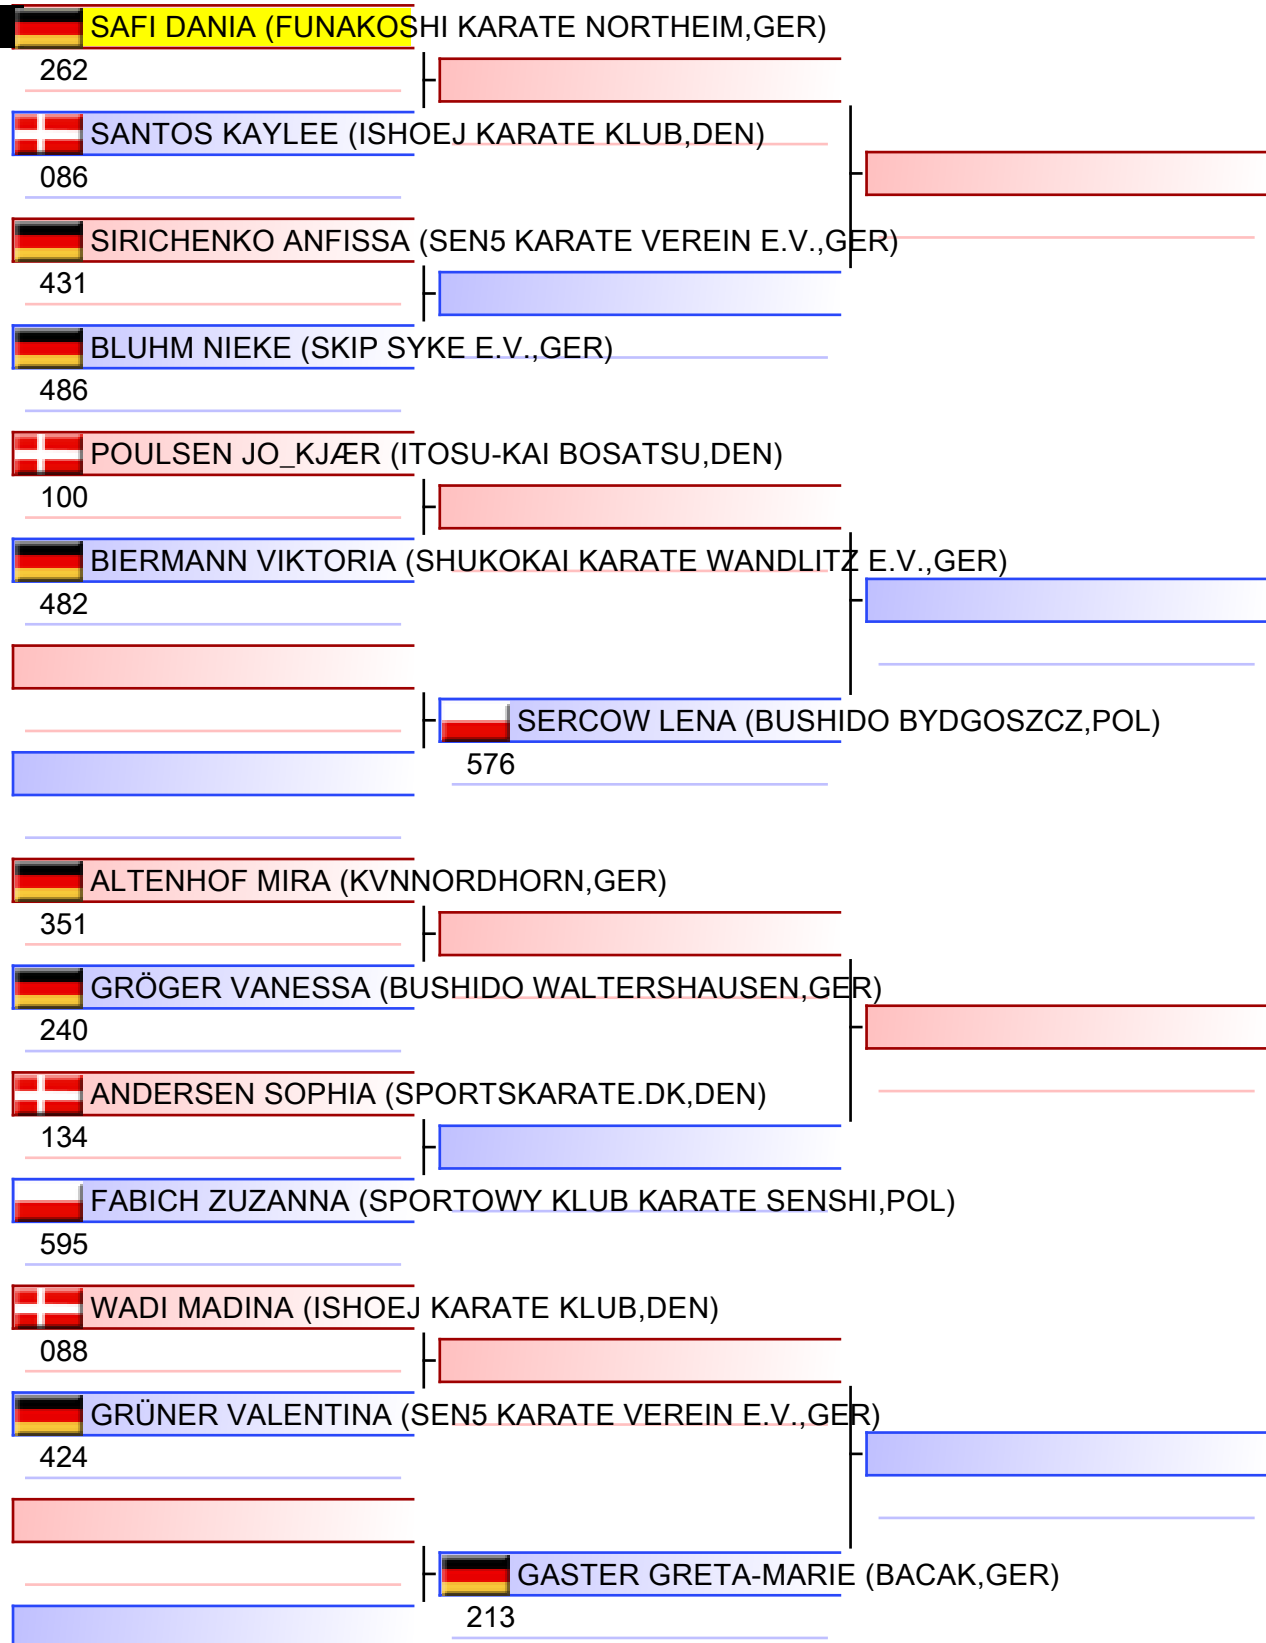 SAFI DANIA (FUNAKOSHI KARATE NORTHEIM,GER)
262
SANTOS KAYLEE (ISHOEJ KARATE KLUB,DEN)
086
SIRICHENKO ANFISSA (SEN5 KARATE VEREIN E.V.,GER)
431
BLUHM NIEKE (SKIP SYKE E.V.,GER)
486
POULSEN JO_KJÆR (ITOSU-KAI BOSATSU,DEN)
100
BIERMANN VIKTORIA (SHUKOKAI KARATE WANDLITZ E.V.,GER)
482
SERCOW LENA (BUSHIDO BYDGOSZCZ,POL)
576
ALTENHOF MIRA (KVNNORDHORN,GER)
351
GRÖGER VANESSA (BUSHIDO WALTERSHAUSEN,GER)
240
ANDERSEN SOPHIA (SPORTSKARATE.DK,DEN)
134
FABICH ZUZANNA (SPORTOWY KLUB KARATE SENSHI,POL)
595
WADI MADINA (ISHOEJ KARATE KLUB,DEN)
088
GRÜNER VALENTINA (SEN5 KARATE VEREIN E.V.,GER)
424
GASTER GRETA-MARIE (BACAK,GER)
213